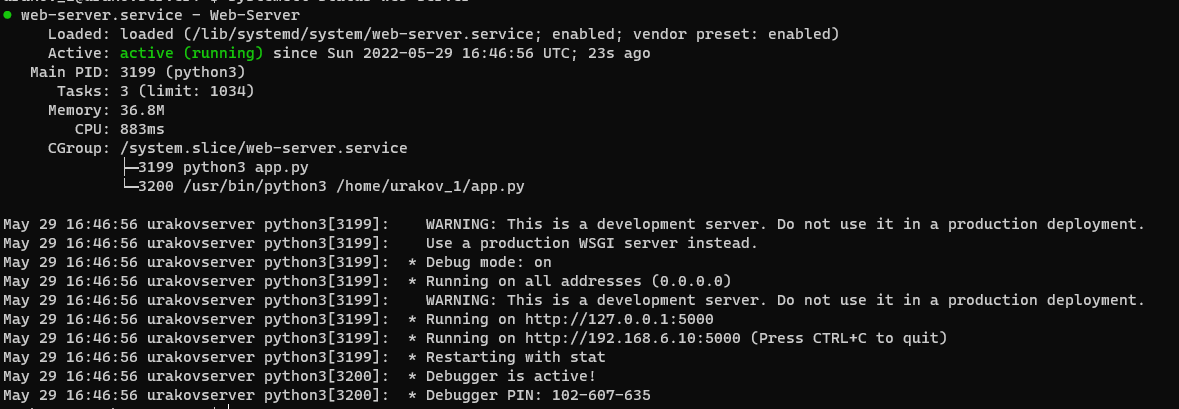 ● web-server.service - Web-Server
Loaded: loaded (/lib/systemd/system/web-server.service; enabled; vendor preset: enabled)
Active: active (running) since Sun 2022-05-29 16:46:56 UTC; 23s ago
Main PID: 3199 (python3)
Tasks: 3 (limit: 1034)
Memory: 36.8M
CPU: 883ms
CGroup: /system.slice/web-server.service
├─3199 python3 app.py
└─3200 /usr/bin/python3 /home/urakov_1/app.py
May 29 16:46:56 urakovserver python3[3199]:    WARNING: This is a development server. Do not use it in a production deployment.
May 29 16:46:56 urakovserver python3[3199]:    Use a production WSGI server instead.
May 29 16:46:56 urakovserver python3[3199]:  * Debug mode: on
May 29 16:46:56 urakovserver python3[3199]:  * Running on all addresses (0.0.0.0)
May 29 16:46:56 urakovserver python3[3199]:    WARNING: This is a development server. Do not use it in a production deployment.
May 29 16:46:56 urakovserver python3[3199]:  * Running on http://127.0.0.1:5000
May 29 16:46:56 urakovserver python3[3199]:  * Running on http://192.168.6.10:5000 (Press CTRL+C to quit)
May 29 16:46:56 urakovserver python3[3199]:  * Restarting with stat
May 29 16:46:56 urakovserver python3[3200]:  * Debugger is active!
May 29 16:46:56 urakovserver python3[3200]:  * Debugger PIN: 102-607-635